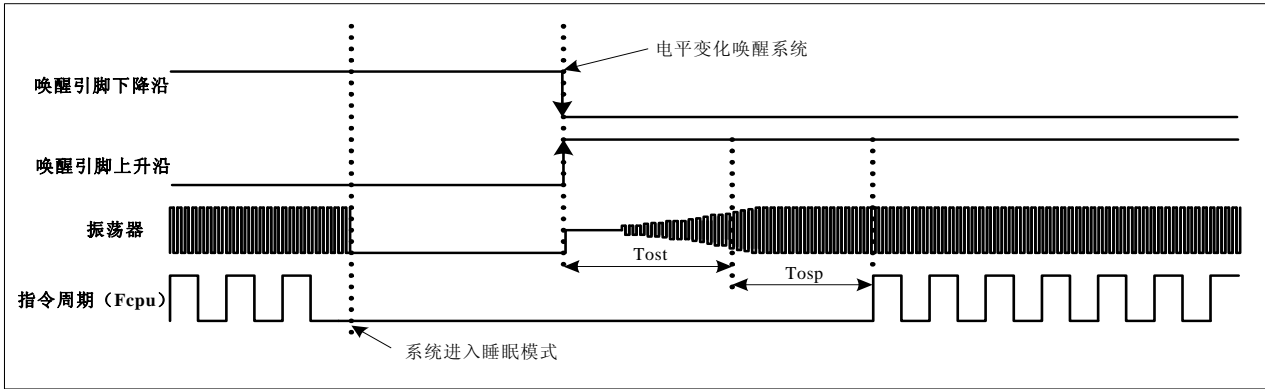 电平变化唤醒系统
唤醒引脚下降沿
唤醒引脚上升沿
振荡器
Tost
Tosp
指令周期（Fcpu）
系统进入睡眠模式